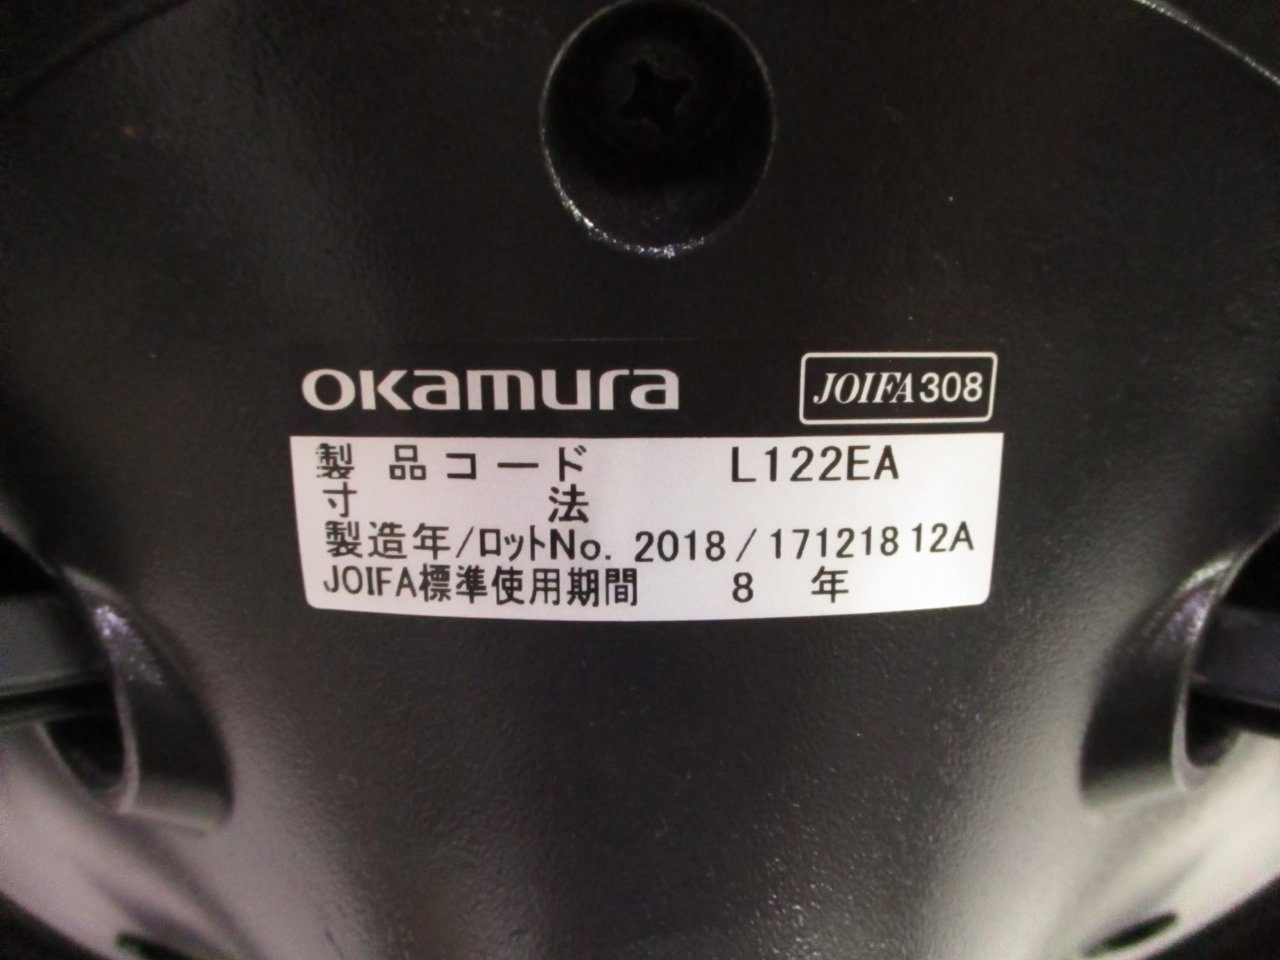 okamura JOIFA308
製品コード L122EA
寸法
製造年/ロットNo. 2018/17121812A
JOIFA標準使用期間 8年